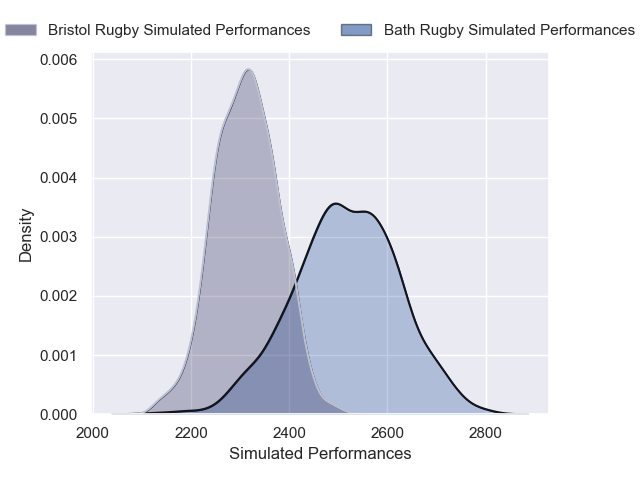 Bristol Rugby Simulated Performances Bath Rugby Simulated Performances
0.006
0.005
0.004
0.003
0.002
0.001
0.000
Density
2000 2200 2400 2600 2800
Simulated Performances